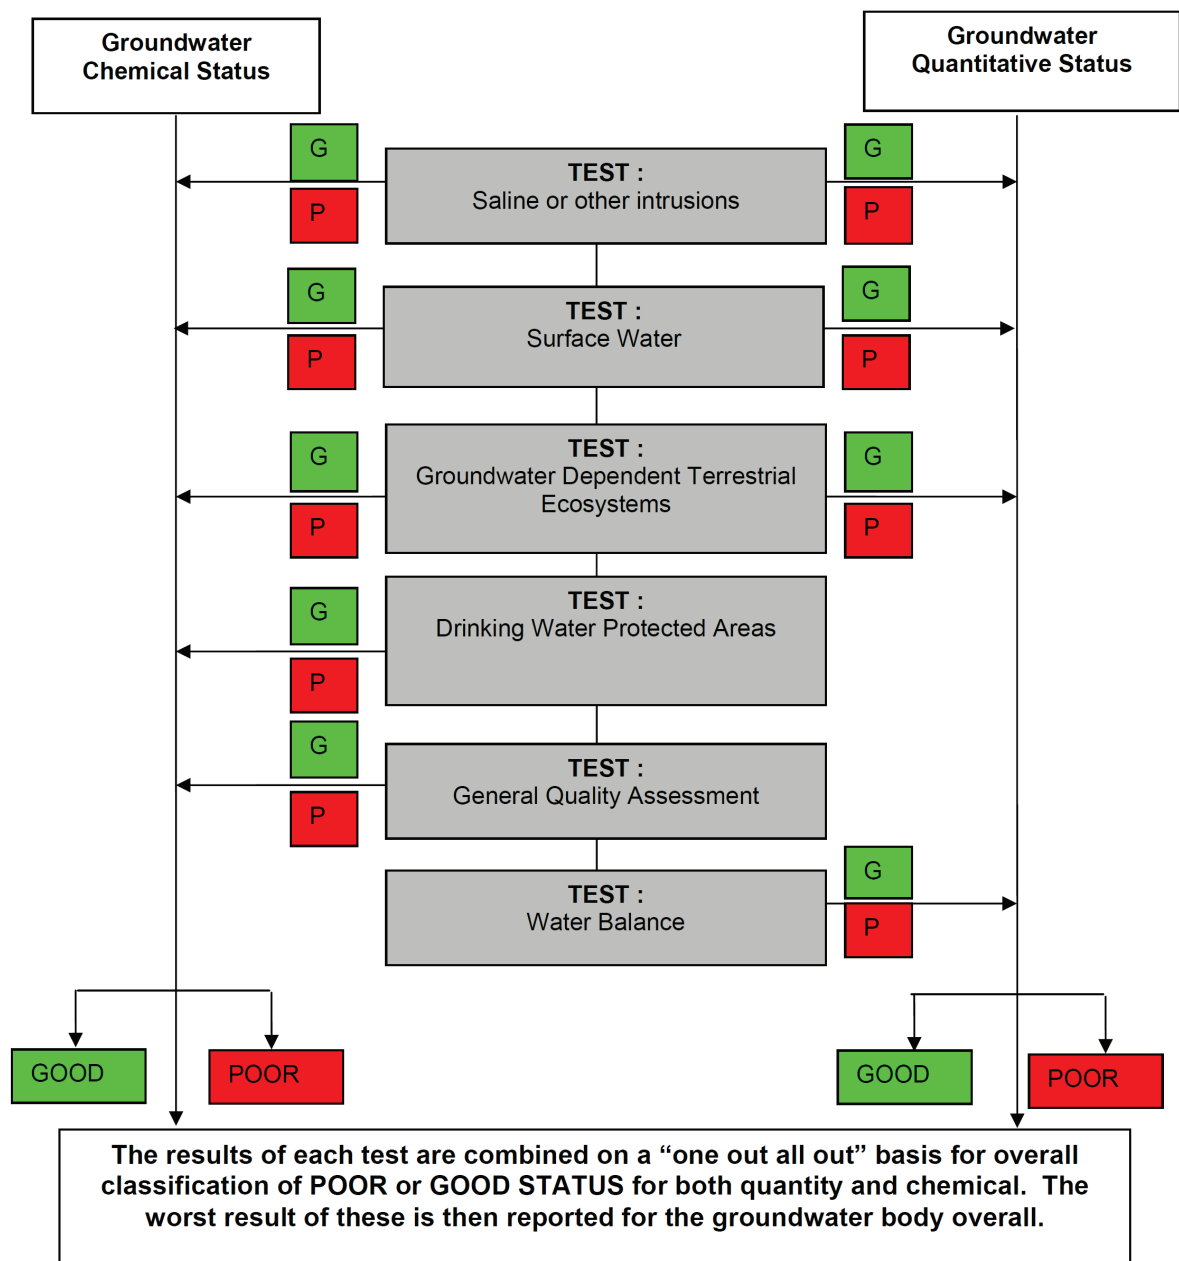 Groundwater
Chemical Status
Groundwater
Quantitative Status
G
P
TEST :
Saline or other intrusions
G
P
G
P
TEST :
Surface Water
G
P
G
P
TEST :
Groundwater Dependent Terrestrial
Ecosystems
G
P
G
P
TEST :
Drinking Water Protected Areas
G
P
TEST :
General Quality Assessment
TEST :
Water Balance
G
P
GOOD
POOR
GOOD
POOR
The results of each test are combined on a “one out all out” basis for overall
classification of POOR or GOOD STATUS for both quantity and chemical. The
worst result of these is then reported for the groundwater body overall.